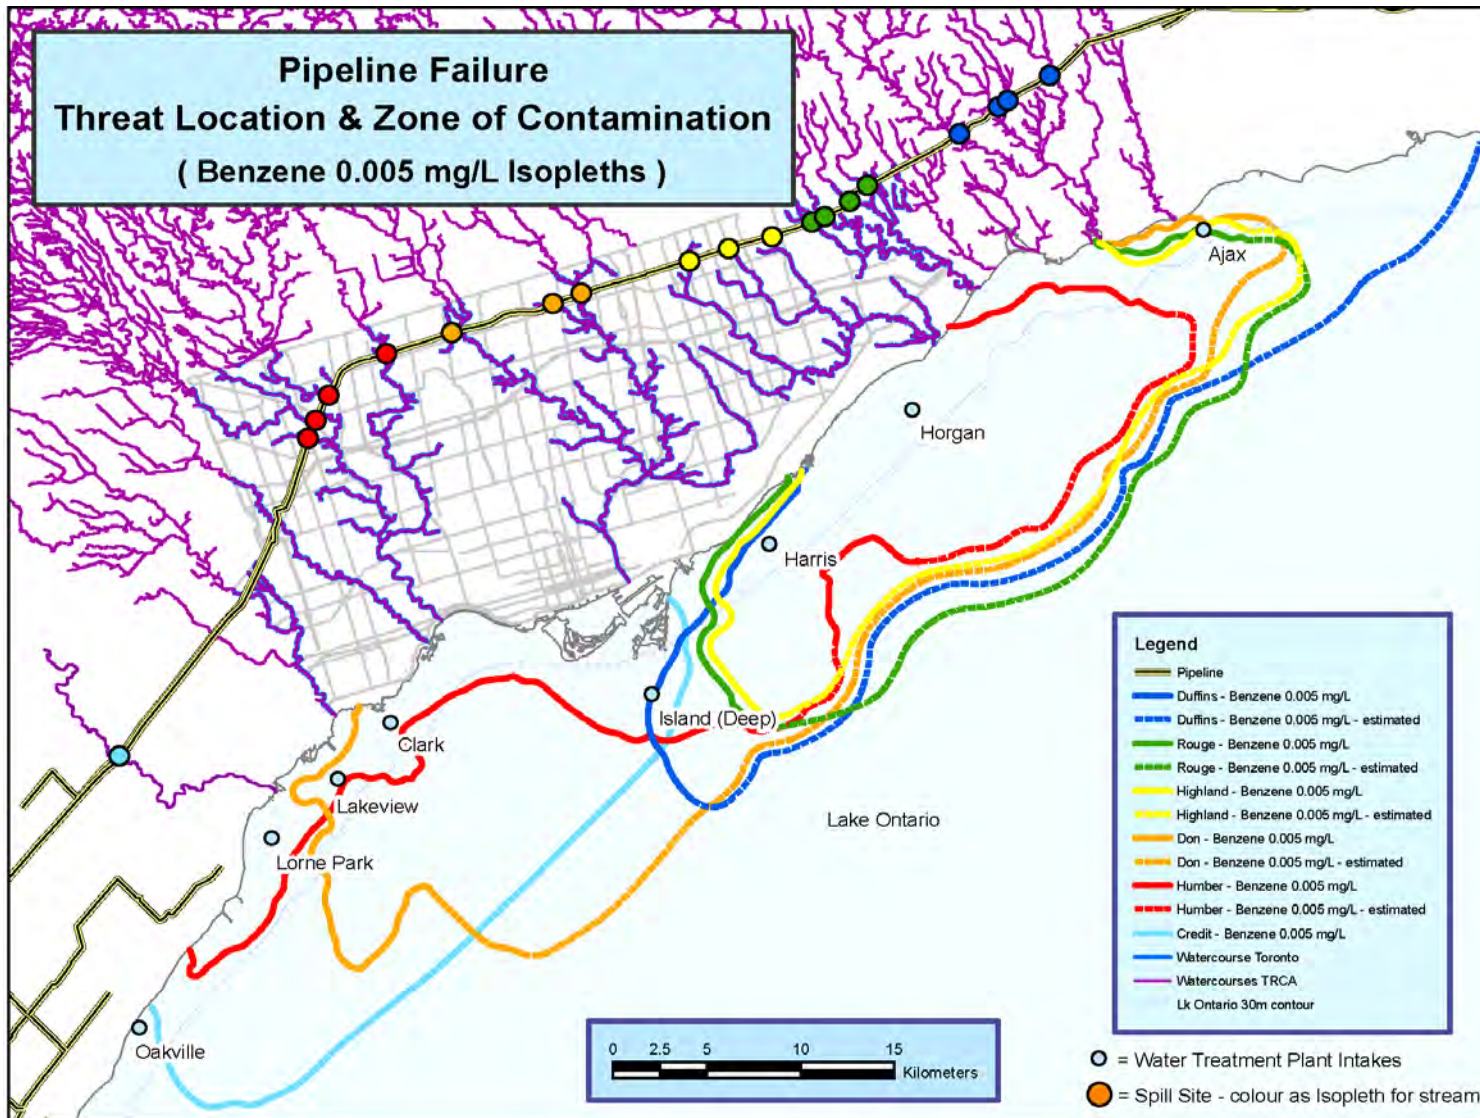 Pipeline Failure
Threat Location & Zone of Contamination
( Benzene 0.005 mg/L Isopleths )
Ajax
Horgan
Harris
Island (Deep)
Clark
Lakeview
Lorne Park
Oakville
Lake Ontario
Legend
Pipeline
Duffins - Benzene 0.005 mg/L
Duffins - Benzene 0.005 mg/L - estimated
Rouge - Benzene 0.005 mg/L
Rouge - Benzene 0.005 mg/L - estimated
Highland - Benzene 0.005 mg/L
Highland - Benzene 0.005 mg/L - estimated
Don - Benzene 0.005 mg/L
Don - Benzene 0.005 mg/L - estimated
Humber - Benzene 0.005 mg/L
Humber - Benzene 0.005 mg/L - estimated
Credit - Benzene 0.005 mg/L
Watercourse Toronto
Watercourses TRCA
Lk Ontario 30m contour
0 2.5 5 10 15
Kilometers
= Water Treatment Plant Intakes
= Spill Site - colour as Isopleth for stream